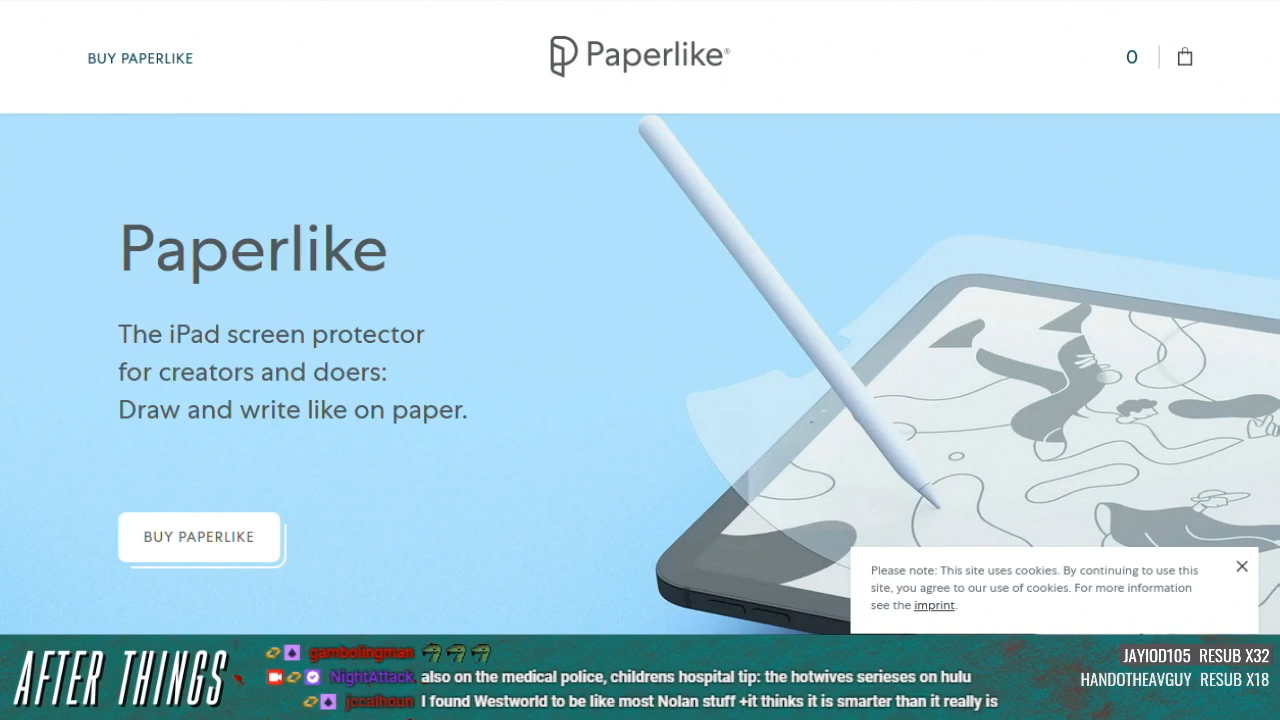 BUY PAPERLIKE
Paperlike®
0
Paperlike
The iPad screen protector
for creators and doers:
Draw and write like on paper.
BUY PAPERLIKE
Please note: This site uses cookies. By continuing to use this
site, you agree to our use of cookies. For more information
see the imprint.
AFTER THINGS
gambolingman
NightAttack also on the medical police, childrens hospital tip: the hotwives serieses on hulu
jccalhoun I found Westworld to be like most Nolan stuff +it thinks it is smarter than it really is
JAYIOD105 RESUB X32
HANDOTHEAVGUY RESUB X18